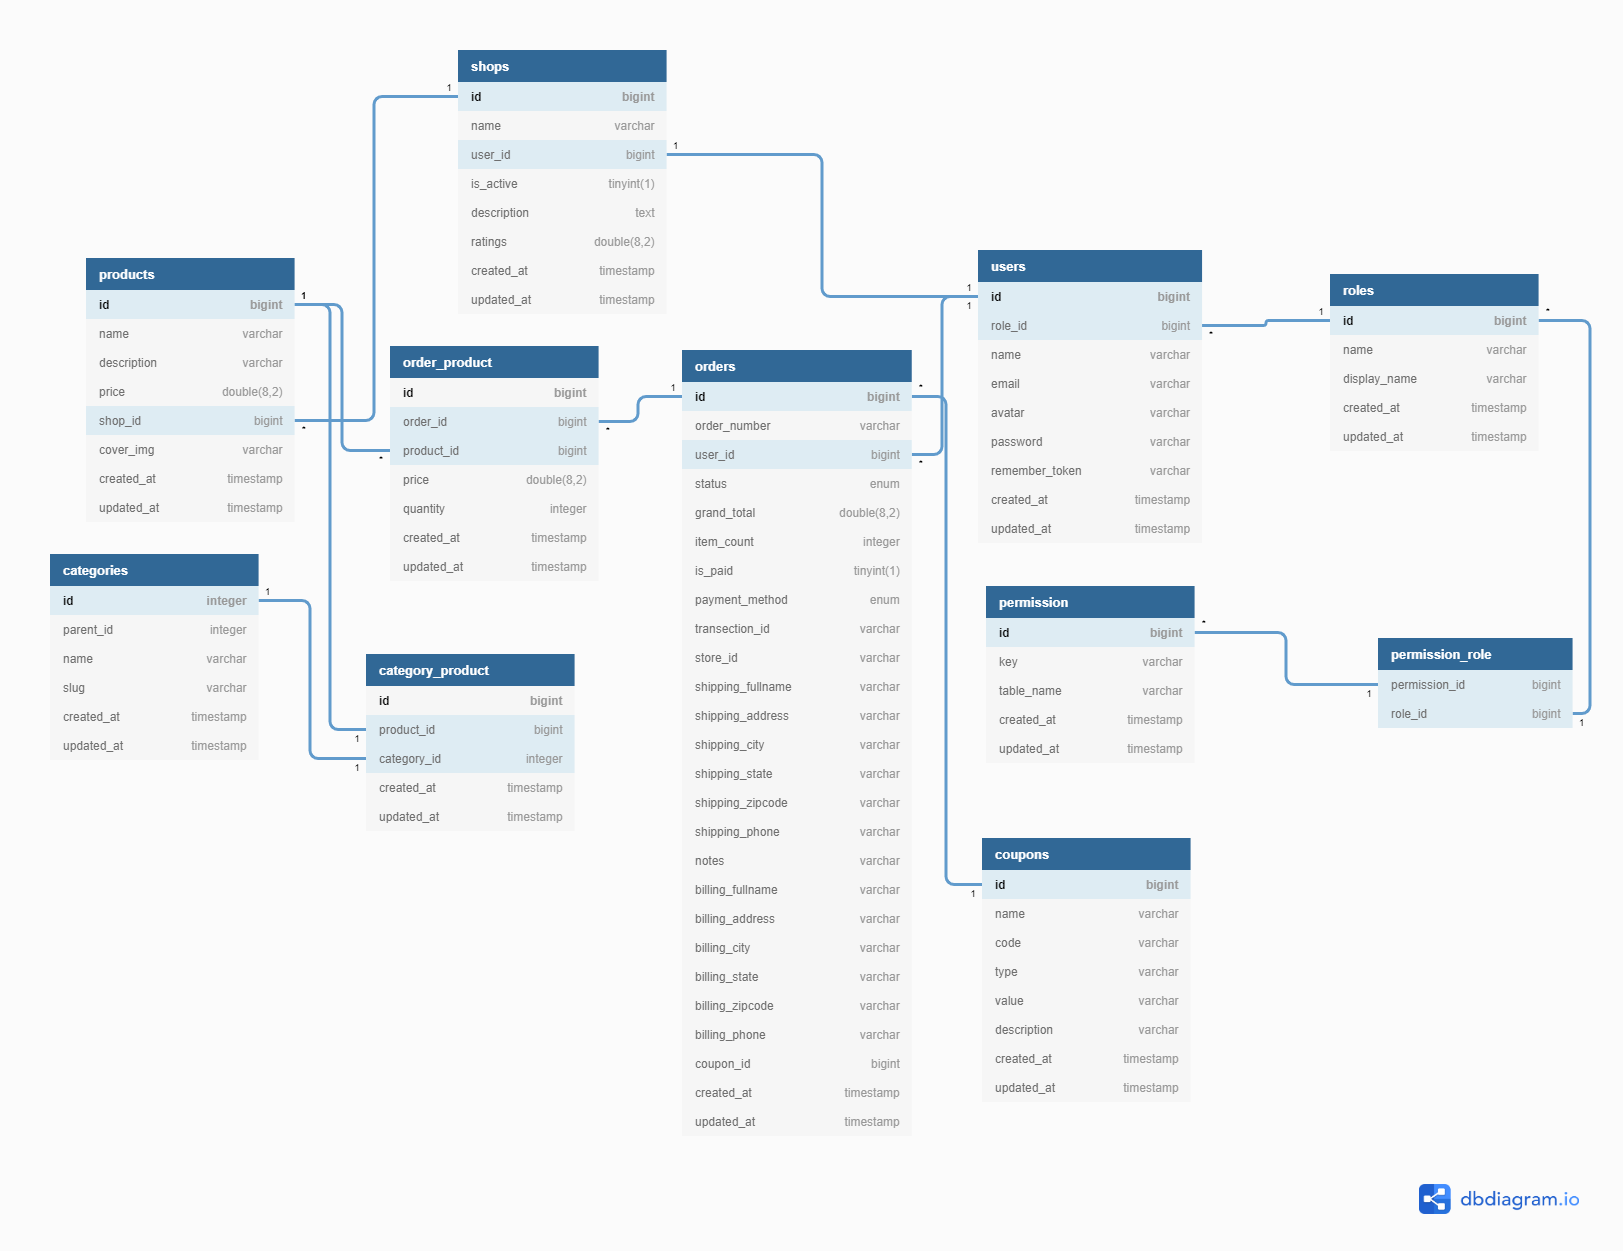 shops
id bigint
name varchar
user_id bigint
is_active tinyint(1)
description text
ratings double(8,2)
created_at timestamp
updated_at timestamp
1
1
products
id bigint
name varchar
description varchar
price double(8,2)
shop_id bigint
cover_img varchar
created_at timestamp
updated_at timestamp
1
*
order_product
id bigint
order_id bigint
product_id bigint
price double(8,2)
quantity integer
created_at timestamp
updated_at timestamp
*
*
orders
id bigint
order_number varchar
user_id bigint
status enum
grand_total double(8,2)
item_count integer
is_paid tinyint(1)
payment_method enum
transection_id varchar
store_id varchar
shipping_fullname varchar
shipping_address varchar
shipping_city varchar
shipping_state varchar
shipping_zipcode varchar
shipping_phone varchar
notes varchar
billing_fullname varchar
billing_address varchar
billing_city varchar
billing_state varchar
billing_zipcode varchar
billing_phone varchar
coupon_id bigint
created_at timestamp
updated_at timestamp
1
*
*
users
id bigint
role_id bigint
name varchar
email varchar
avatar varchar
password varchar
remember_token varchar
created_at timestamp
updated_at timestamp
1
1
*
roles
id bigint
name varchar
display_name varchar
created_at timestamp
updated_at timestamp
1
*
categories
id integer
parent_id integer
name varchar
slug varchar
created_at timestamp
updated_at timestamp
1
category_product
id bigint
product_id bigint
category_id integer
created_at timestamp
updated_at timestamp
1
1
permission
id bigint
key varchar
table_name varchar
created_at timestamp
updated_at timestamp
*
permission_role
permission_id bigint
role_id bigint
1
1
coupons
id bigint
name varchar
code varchar
type varchar
value varchar
description varchar
created_at timestamp
updated_at timestamp
1
dbdiagram.io